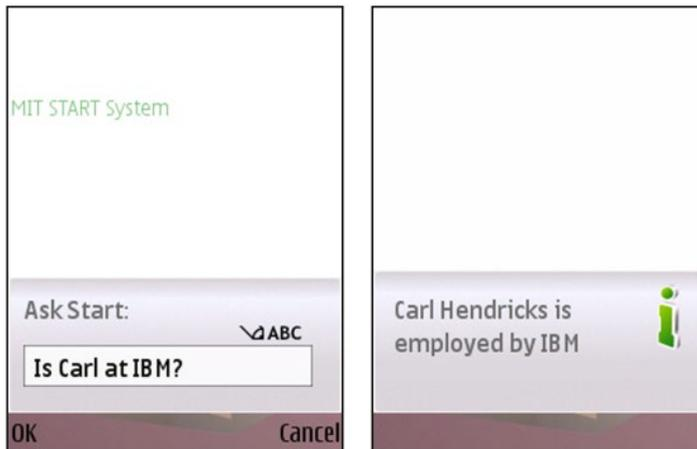 MIT START System
Ask Start:
ABC
Is Carl at IBM?
OK Cancel
Carl Hendricks is
employed by IBM